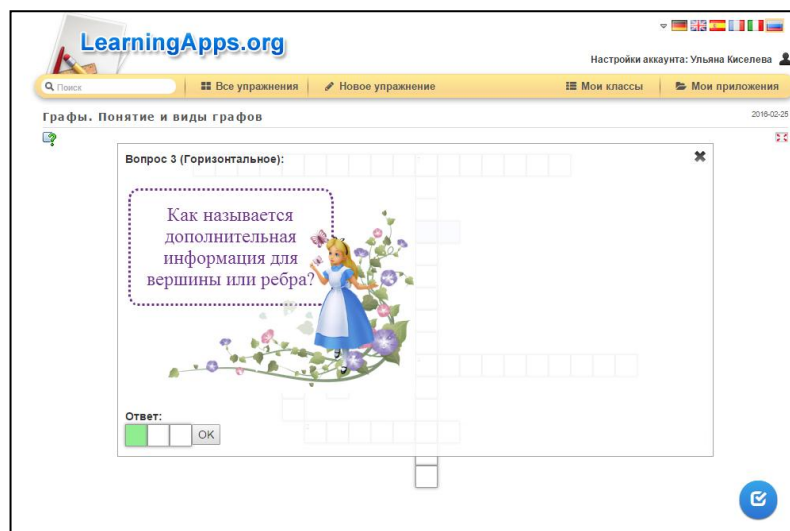 LearningApps.org
Настройки аккаунта: Ульяна Киселева
Поиск
Все упражнения
Новое упражнение
Мои классы
Мои приложения
Графы. Понятие и виды графов
2016-02-25
Вопрос 3 (Горизонтальное):
Как называется
дополнительная
информация для
вершины или ребра?
Ответ:
OK